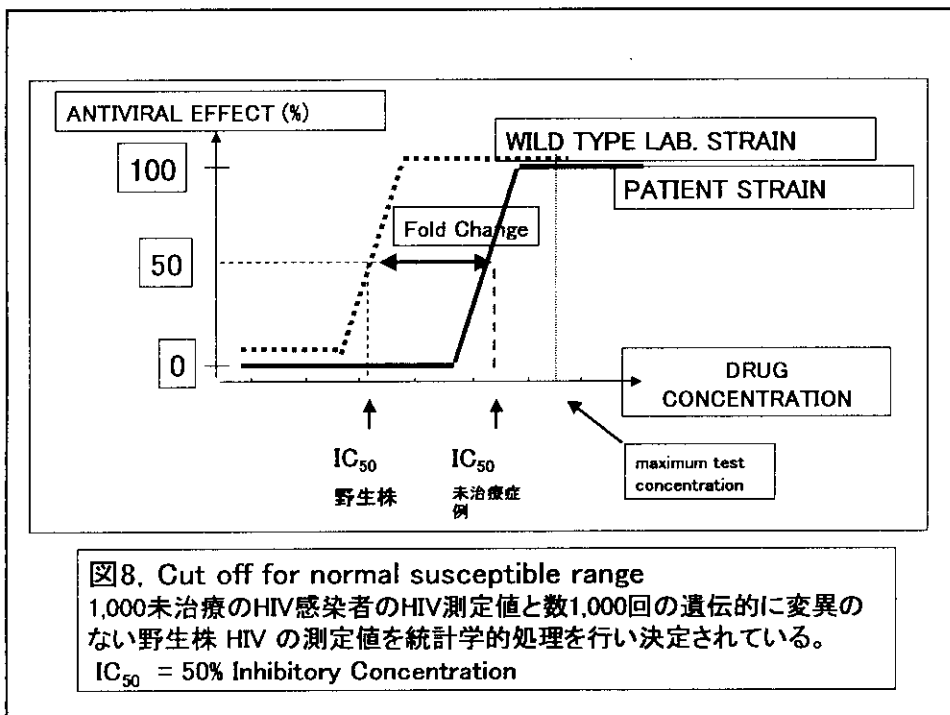 ANTIVIRAL EFFECT (%)
WILD TYPE LAB. STRAIN
100
PATIENT STRAIN
Fold Change
50
0
DRUG
CONCENTRATION
IC₅₀
野生株
IC₅₀
未治療症
例
maximum test
concentration
図8, Cut off for normal susceptible range
1,000未治療のHIV感染者のHIV測定値と数1,000回の遺伝的に変異の
ない野生株 HIV の測定値を統計学的処理を行い決定されている。
IC₅₀ = 50% Inhibitory Concentration